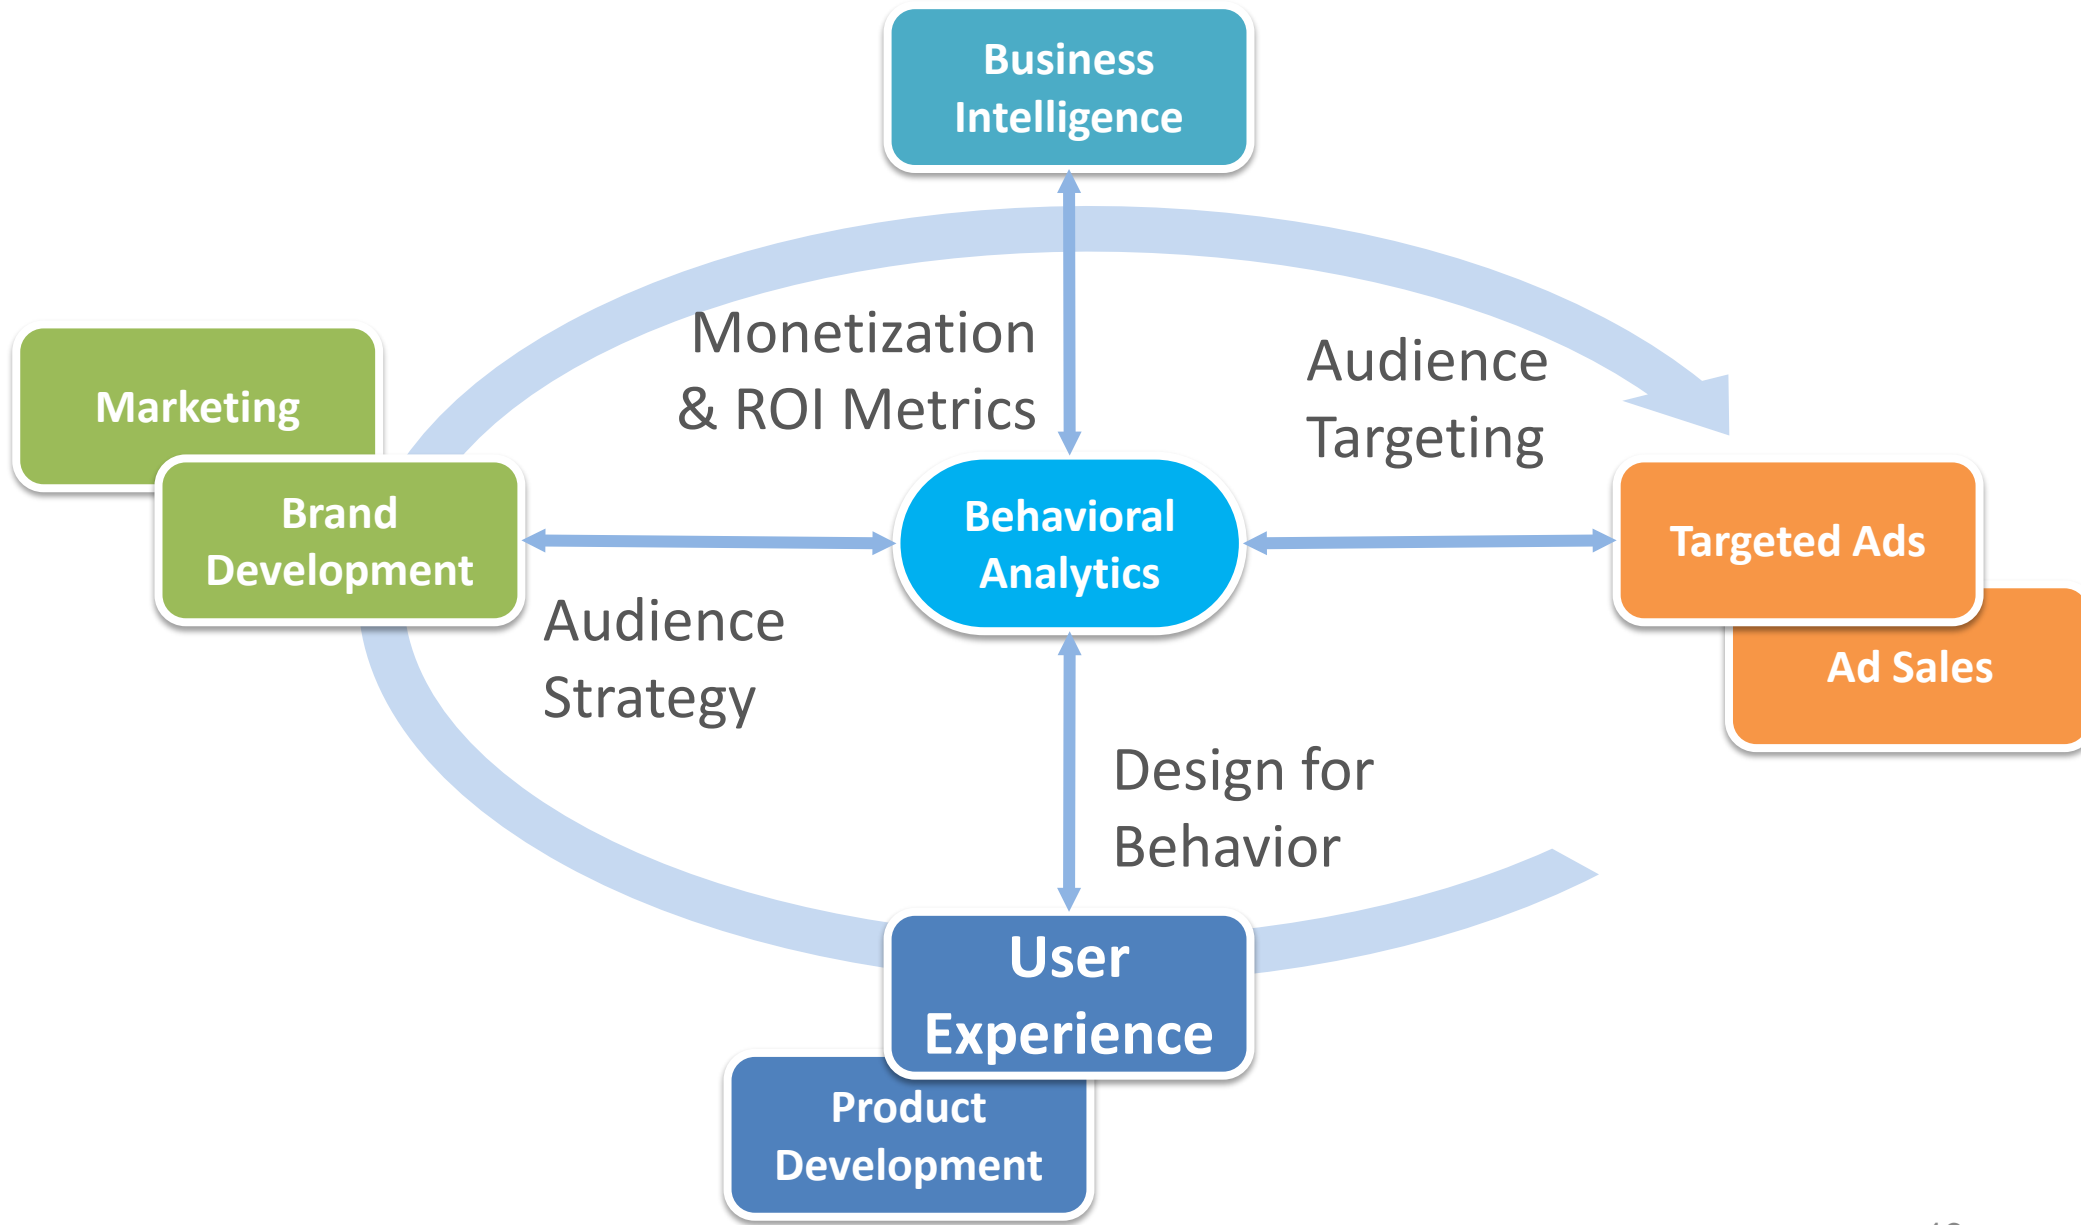 Business
Intelligence
Monetization
& ROI Metrics
Audience
Targeting
Marketing
Brand
Development
Behavioral
Analytics
Targeted Ads
Ad Sales
Audience
Strategy
Design for
Behavior
User
Experience
Product
Development